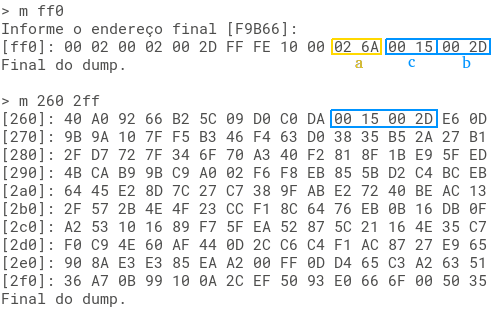 > m ff0
Informe o endereço final [F9B66]:
[ff0]: 00 02 00 02 00 2D FF FE 10 00 02 6A 00 15 00 2D
a c b
Final do dump.
> m 260 2ff
[260]: 40 A0 92 66 B2 5C 09 D0 C0 DA 00 15 00 2D E6 0D
[270]: 9B 9A 10 7F F5 B3 46 F4 63 D0 38 35 B5 2A 27 B1
[280]: 2F D7 72 7F 34 6F 70 A3 40 F2 81 8F 1B E9 5F ED
[290]: 4B CA B9 9B C9 A0 02 F6 F8 EB 85 5B D2 C4 BC EB
[2a0]: 64 45 E2 8D 7C 27 C7 38 9F AB E2 72 40 BE AC 13
[2b0]: 2F 57 2B 4E 4F 23 CC F1 8C 64 76 EB 0B 16 DB 0F
[2c0]: A2 53 10 16 89 F7 5F EA 52 87 5C 21 16 4E 35 C7
[2d0]: F0 C9 4E 60 AF 44 0D 2C C6 C4 F1 AC 87 27 E9 65
[2e0]: 90 8A E3 E3 85 EA A2 00 FF 0D D4 65 C3 A2 63 51
[2f0]: 36 A7 0B 99 10 0A 2C EF 50 93 E0 66 6F 00 50 35
Final do dump.